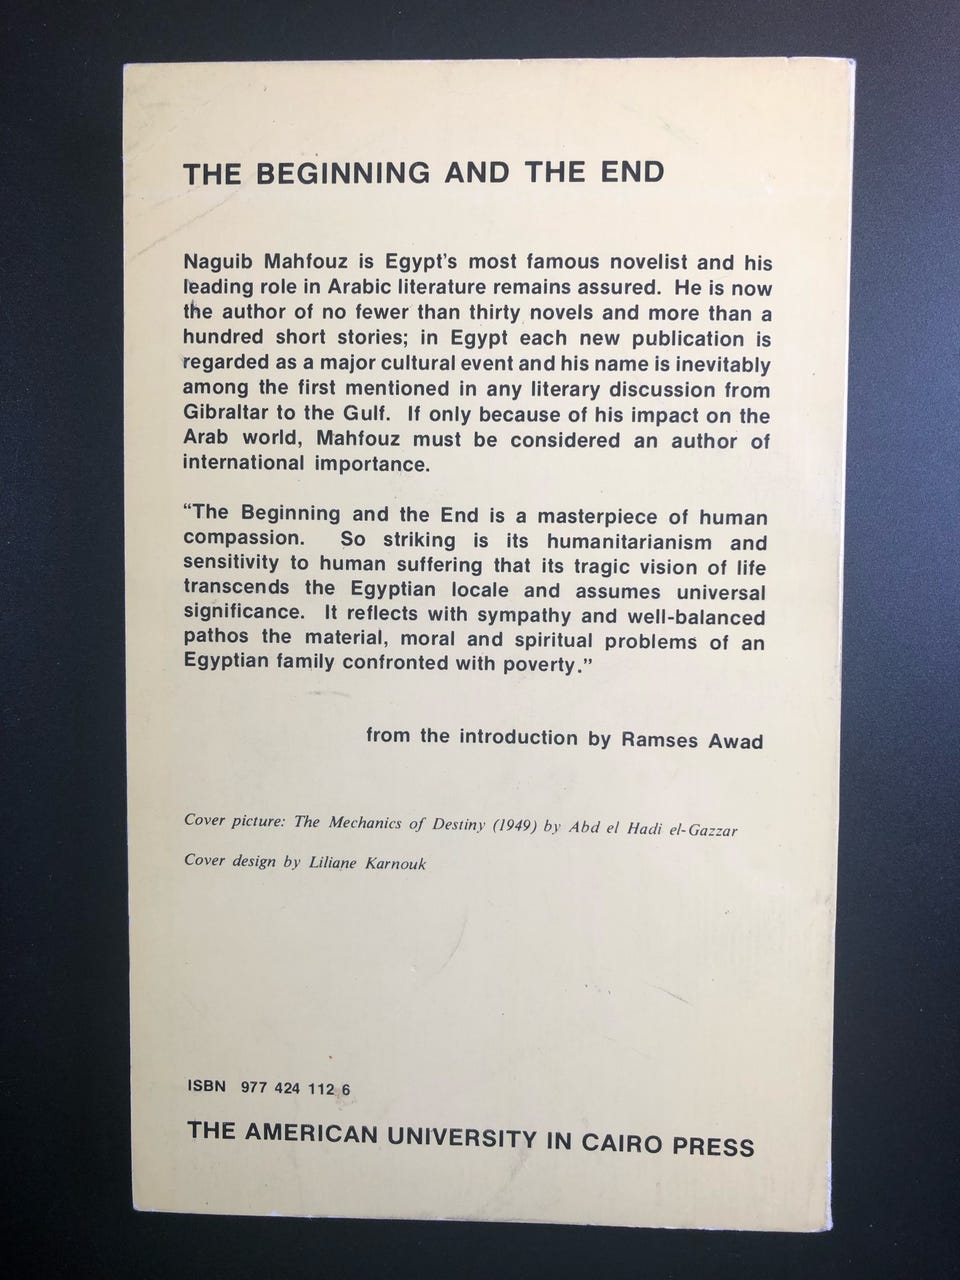 THE BEGINNING AND THE END
Naguib Mahfouz is Egypt's most famous novelist and his
leading role in Arabic literature remains assured. He is now
the author of no fewer than thirty novels and more than a
hundred short stories; in Egypt each new publication is
regarded as a major cultural event and his name is inevitably
among the first mentioned in any literary discussion from
Gibraltar to the Gulf. If only because of his impact on the
Arab world, Mahfouz must be considered an author of
international importance.
“The Beginning and the End is a masterpiece of human
compassion. So striking is its humanitarianism and
sensitivity to human suffering that its tragic vision of life
transcends the Egyptian locale and assumes universal
significance. It reflects with sympathy and well-balanced
pathos the material, moral and spiritual problems of an
Egyptian family confronted with poverty.”
from the introduction by Ramses Awad
Cover picture: The Mechanics of Destiny (1949) by Abd el Hadi el-Gazzar
Cover design by Liliane Karnouk
ISBN 977 424 112 6
THE AMERICAN UNIVERSITY IN CAIRO PRESS